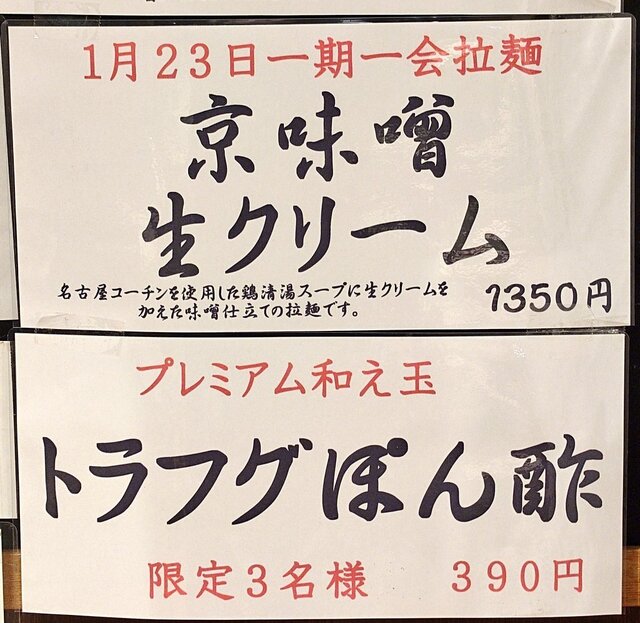 1月23日一期一会拉麺
京味噌
生クリーム
名古屋コーチンを使用した鶏清湯スープに生クリームを
加えた味噌仕立ての拉麺です。
1350円
プレミアム和え玉
トラフグぽん酢
限定3名様 390円